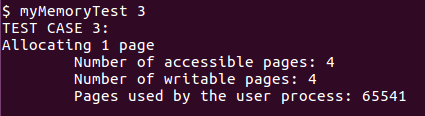 $ myMemoryTest 3
TEST CASE 3:
Allocating 1 page
Number of accessible pages: 4
Number of writable pages: 4
Pages used by the user process: 65541